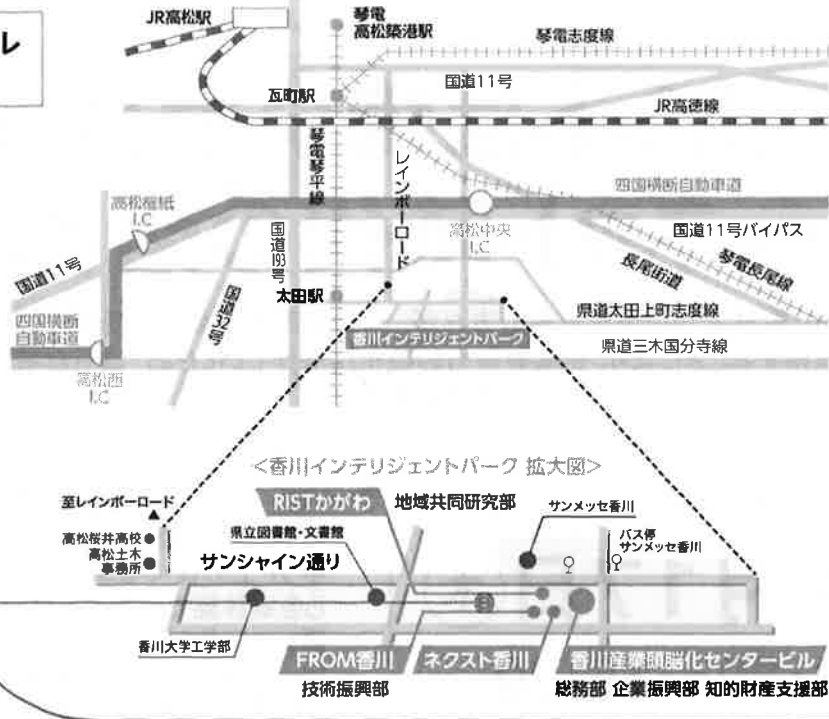 ル
JR高松駅
琴電
高松築港駅
琴電志度線
国道11号
瓦町駅
JR高徳線
琴電琴平線
レインボーロード
四国横断自動車道
高松檀紙
I.C
高松中央
I.C
国道11号バイパス
国道193号
長尾街道
琴電長尾線
国道11号
国道32号
太田駅
県道太田上町志度線
四国横断
自動車道
香川インテリジェントパーク
県道三木国分寺線
高松西
I.C
<香川インテリジェントパーク 拡大図>
至レインボーロード
RISTかがわ
地域共同研究部
サンメッセ香川
高松桜井高校
県立図書館・文書館
バス停
サンメッセ香川
高松土木
事務所
サンシャイン通り
香川大学工学部
FROM香川
ネクスト香川
香川産業頭脳化センタービル
技術振興部
総務部 企業振興部 知的財産支援部